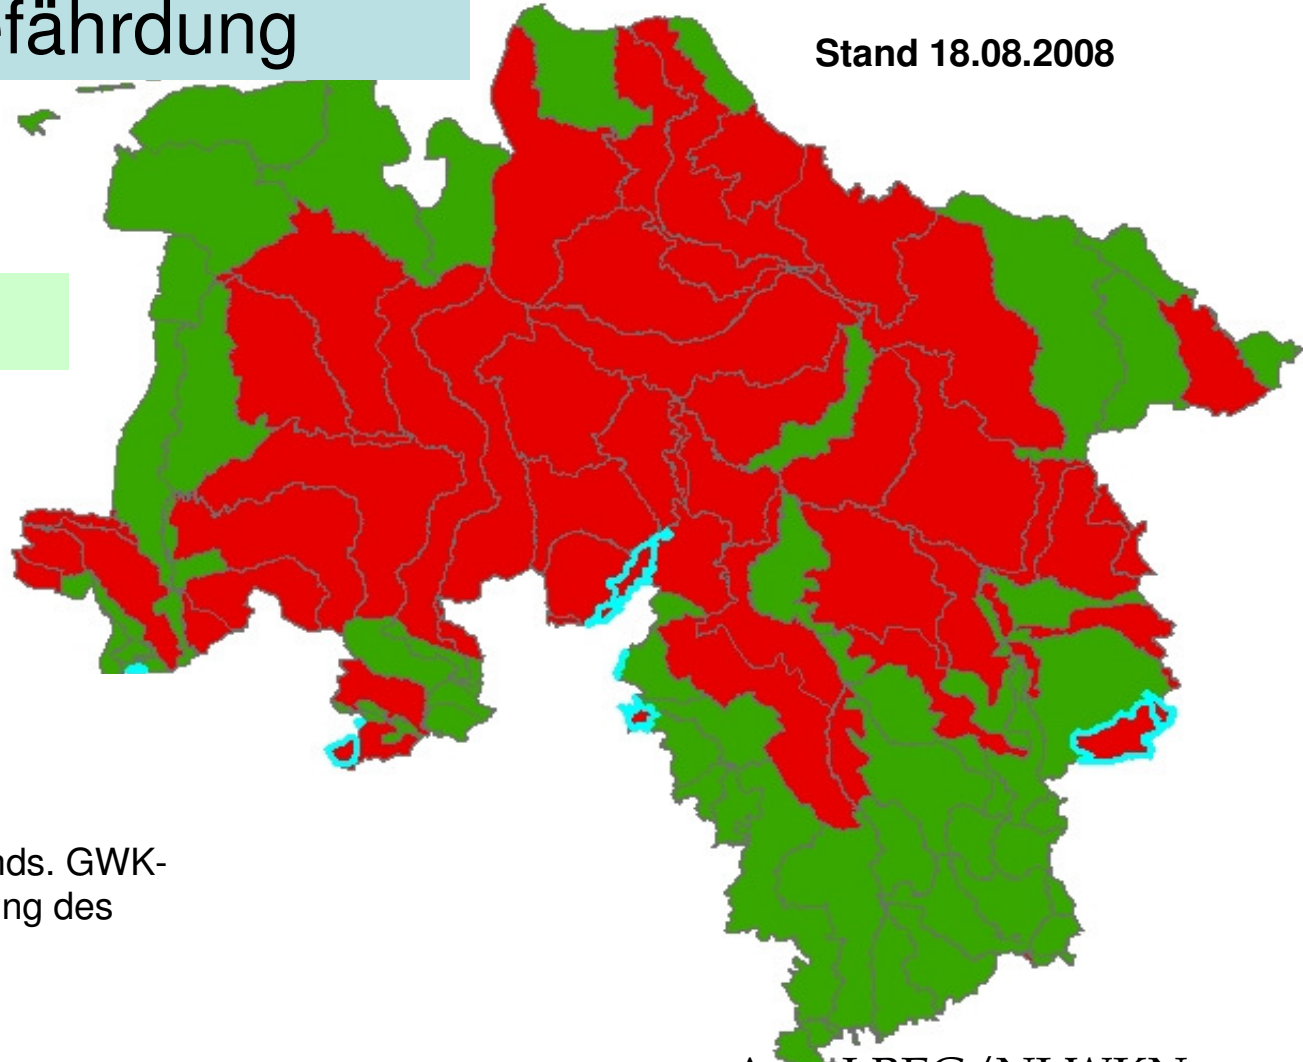 fährdung
Stand 18.08.2008
nds. GWK-
ng des